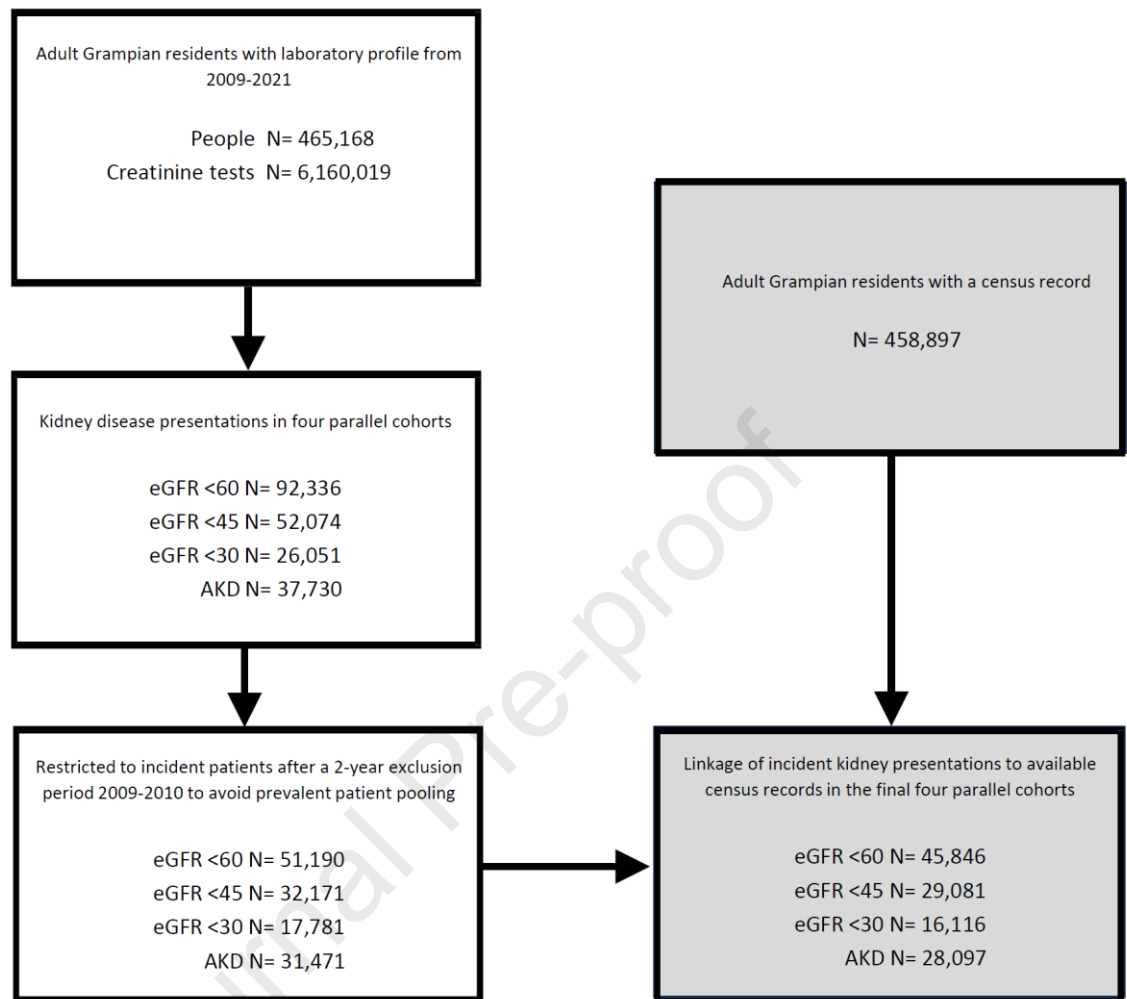 Adult Grampian residents with laboratory profile from
2009-2021
People N= 465,168
Creatinine tests N= 6,160,019
Adult Grampian residents with a census record
N= 458,897
Kidney disease presentations in four parallel cohorts
eGFR <60 N= 92,336
eGFR <45 N= 52,074
eGFR <30 N= 26,051
AKD N= 37,730
Restricted to incident patients after a 2-year exclusion
period 2009-2010 to avoid prevalent patient pooling
eGFR <60 N= 51,190
eGFR <45 N= 32,171
eGFR <30 N= 17,781
AKD N= 31,471
Linkage of incident kidney presentations to available
census records in the final four parallel cohorts
eGFR <60 N= 45,846
eGFR <45 N= 29,081
eGFR <30 N= 16,116
AKD N= 28,097
Pre-proof